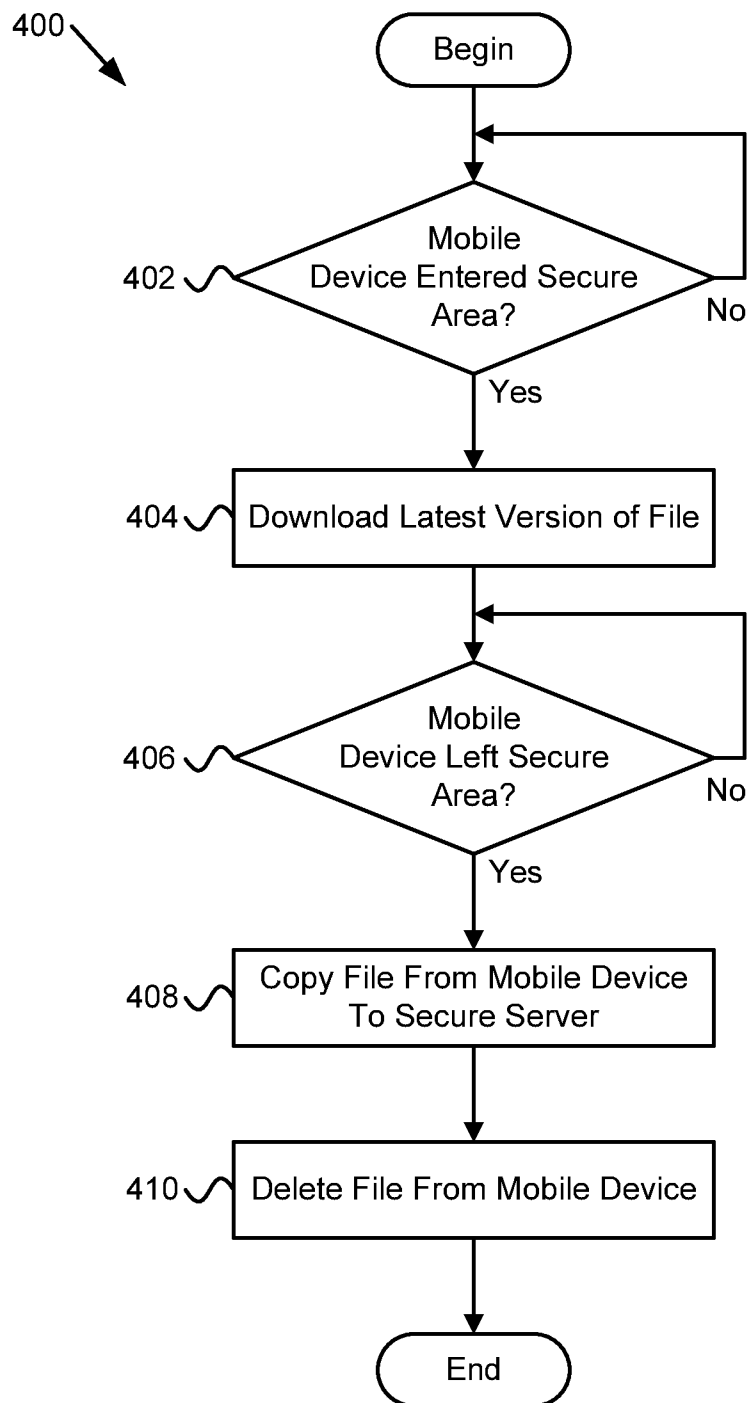 400
Begin
Mobile
Device Entered Secure
Area?
402
No
Yes
404
Download Latest Version of File
Mobile
Device Left Secure
Area?
406
No
Yes
408
Copy File From Mobile Device
To Secure Server
410
Delete File From Mobile Device
End